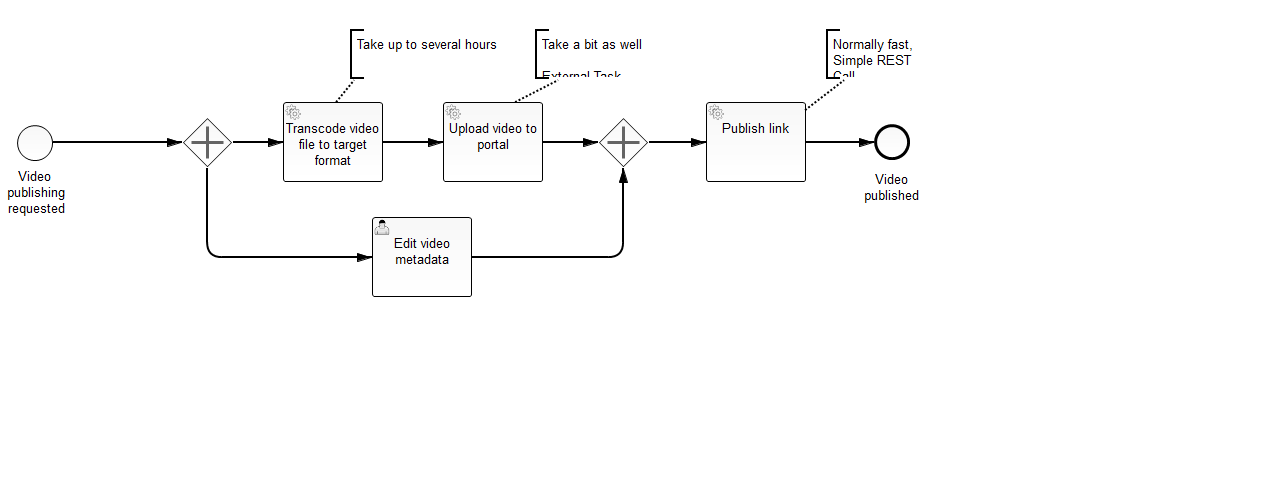 Take up to several hours
Take a bit as well
External Task
Normally fast,
Simple REST
Call
Transcode video
file to target
format
Upload video to
portal
Publish link
Video
publishing
requested
Video
published
Edit video
metadata